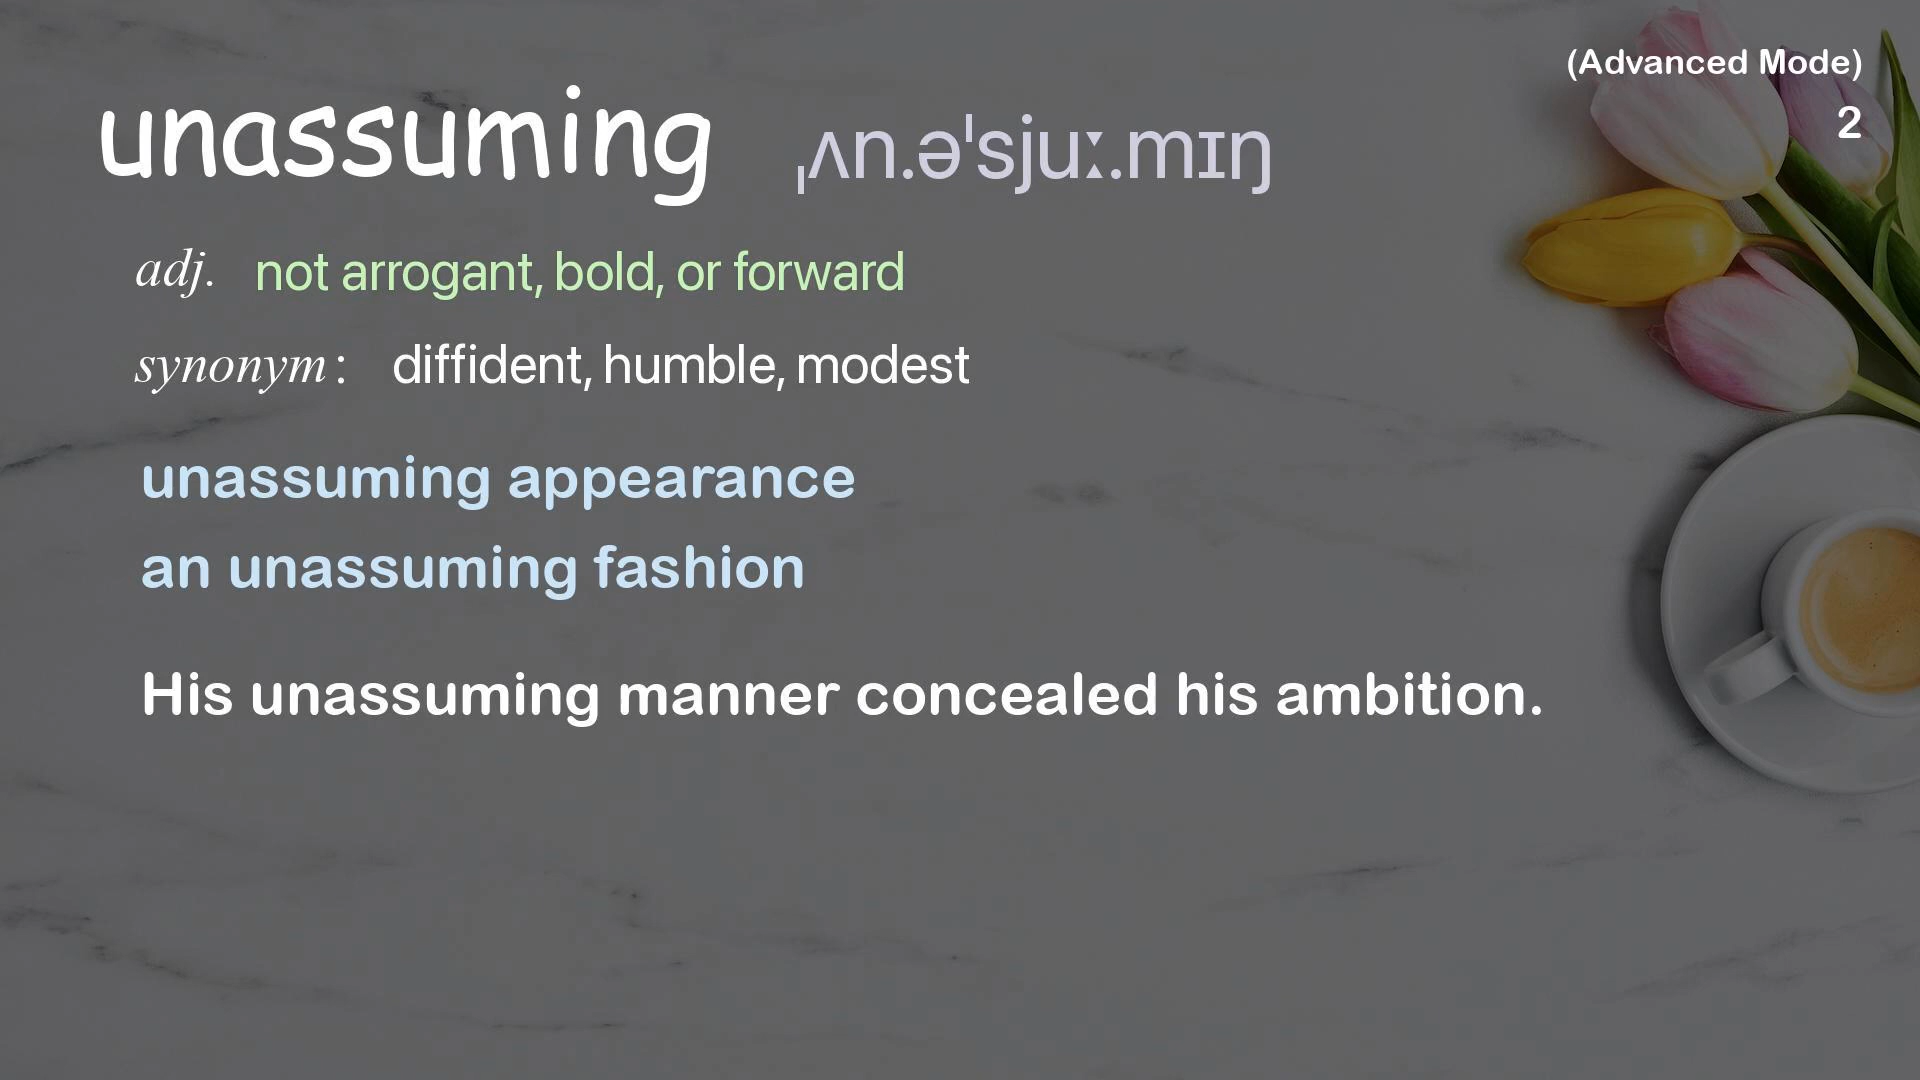 (Advanced Mode)
2
unassuming ˌʌn.əˈsjuː.mɪŋ
adj. not arrogant, bold, or forward
synonym: diffident, humble, modest
unassuming appearance
an unassuming fashion
His unassuming manner concealed his ambition.